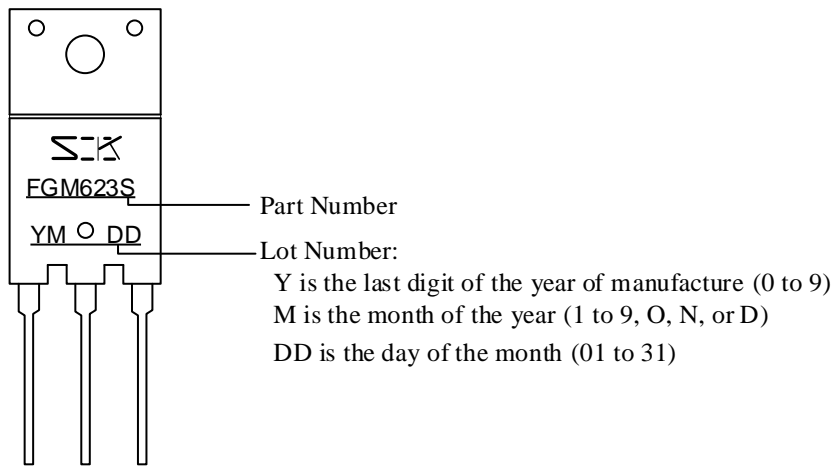 SK
FGM623S
YM DD
Part Number
Lot Number:
Y is the last digit of the year of manufacture (0 to 9)
M is the month of the year (1 to 9, O, N, or D)
DD is the day of the month (01 to 31)